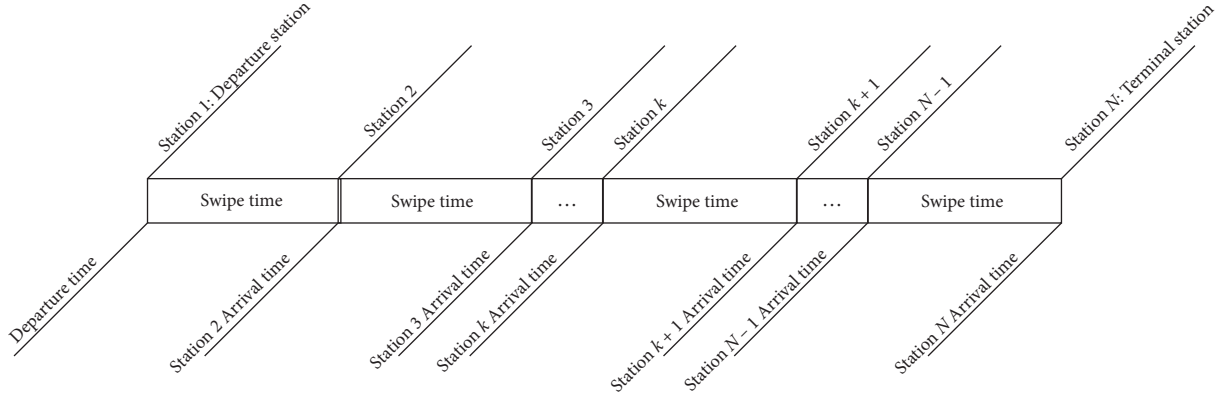 Station 1: Departure station
Station 2
Station 3
Station k
Station k + 1
Station N – 1
Station N: Terminal station
Swipe time
Swipe time
...
Swipe time
...
Swipe time
Departure time
Station 2 Arrival time
Station 3 Arrival time
Station k Arrival time
Station k + 1 Arrival time
Station N – 1 Arrival time
Station N Arrival time